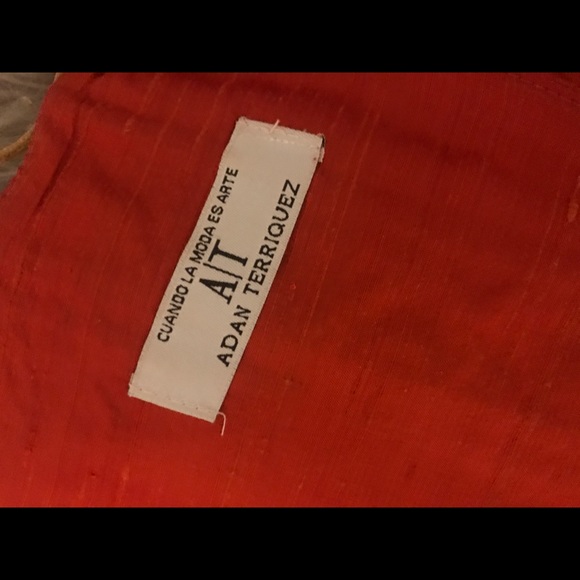 CUANDO LA MODA ES ARTE
A|T
ADAN TERRIQUEZ